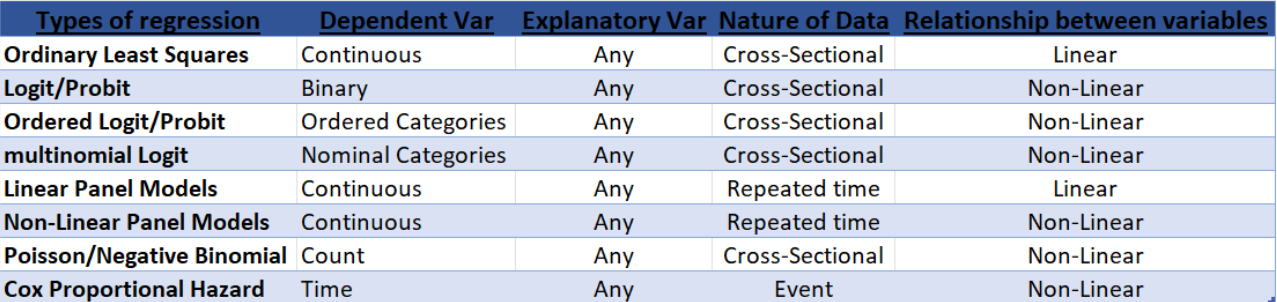 Types of regression Dependent Var Explanatory Var Nature of Data Relationship between variables
Ordinary Least Squares Continuous Any Cross-Sectional Linear
Logit/Probit Binary Any Cross-Sectional Non-Linear
Ordered Logit/Probit Ordered Categories Any Cross-Sectional Non-Linear
multinomial Logit Nominal Categories Any Cross-Sectional Non-Linear
Linear Panel Models Continuous Any Repeated time Linear
Non-Linear Panel Models Continuous Any Repeated time Non-Linear
Poisson/Negative Binomial Count Any Cross-Sectional Non-Linear
Cox Proportional Hazard Time Any Event Non-Linear